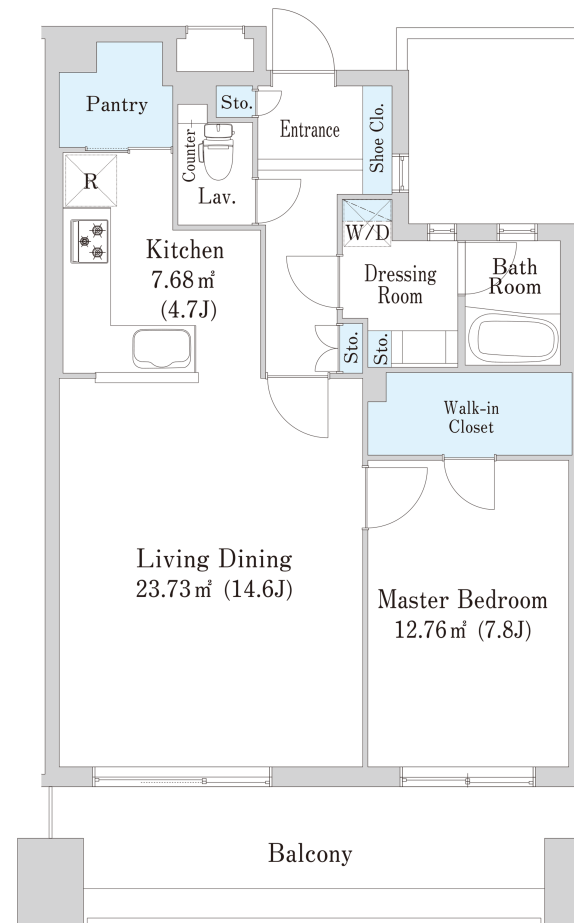 Pantry
Sto.
Entrance
Shoe Clo.
Counter
Lav.
R
Kitchen
7.68㎡
(4.7J)
W/D
Dressing
Room
Bath
Room
Sto.
Sto.
Walk-in
Closet
Living Dining
23.73㎡ (14.6J)
Master Bedroom
12.76㎡ (7.8J)
Balcony